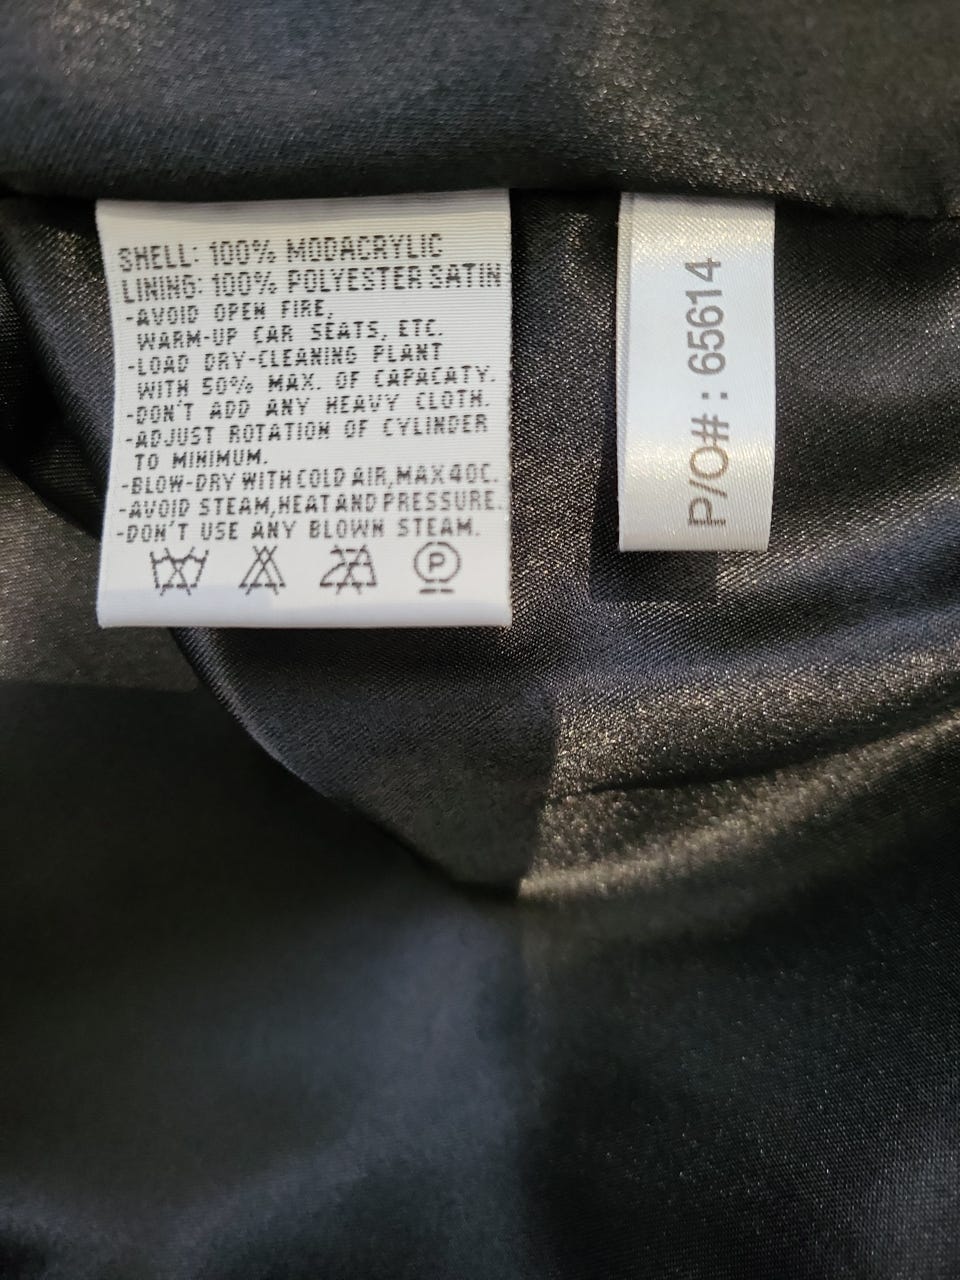 SHELL: 100% MODACRYLIC
LINING: 100% POLYESTER SATIN
-AVOID OPEN FIRE,
WARM-UP CAR SEATS, ETC.
-LOAD DRY-CLEANING PLANT
WITH 50% MAX. OF CAPACATY.
-DON'T ADD ANY HEAVY CLOTH.
-ADJUST ROTATION OF CYLINDER
TO MINIMUM.
-BLOW-DRY WITH COLD AIR,MAX40C.
-AVOID STEAM,HEAT AND PRESSURE.
-DON'T USE ANY BLOWN STEAM.
P
P/O# : 65614